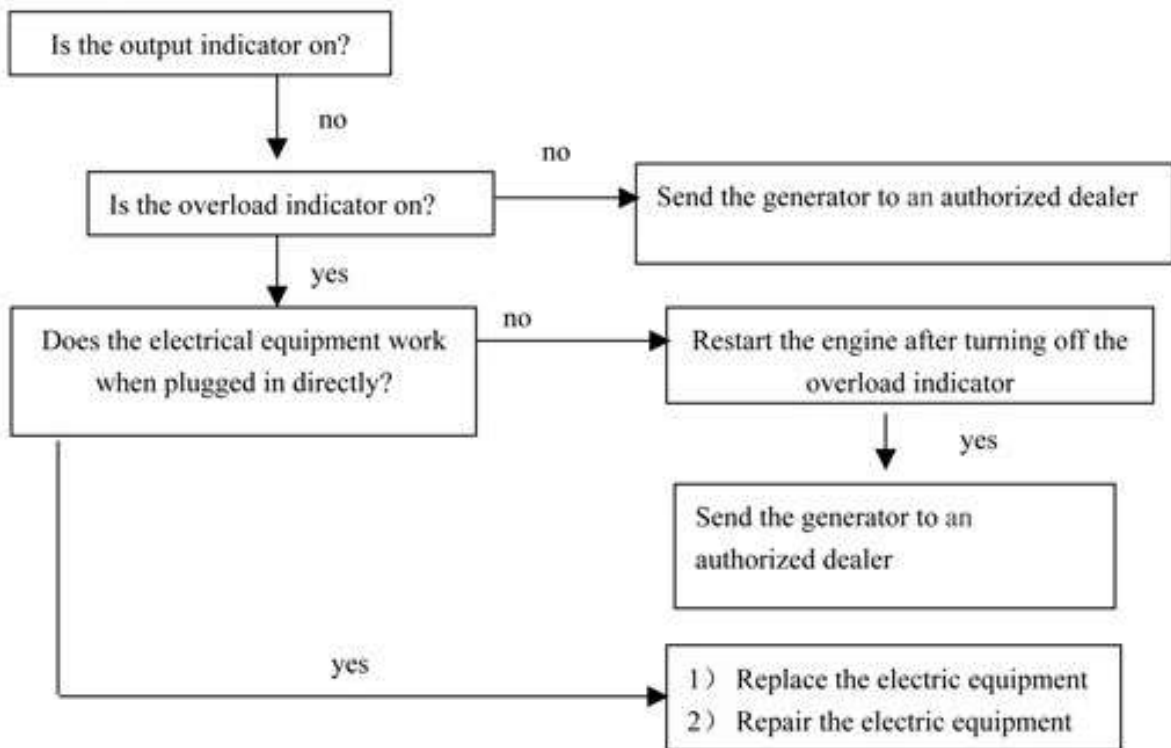 Is the output indicator on?
no
Is the overload indicator on?
no
Send the generator to an authorized dealer
yes
Does the electrical equipment work
when plugged in directly?
no
Restart the engine after turning off the
overload indicator
yes
Send the generator to an
authorized dealer
yes
1） Replace the electric equipment
2） Repair the electric equipment